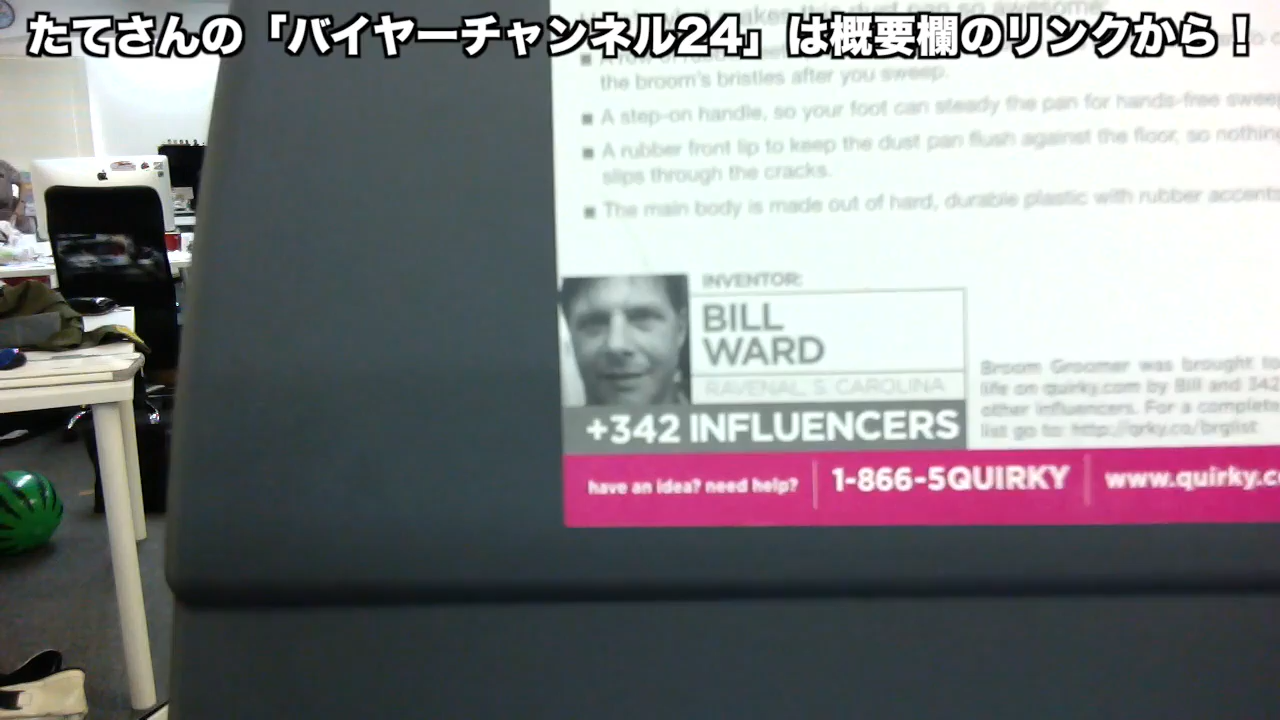 たてさんの「バイヤーチャンネル24」は概要欄のリンクから！
makes this dust pan so awesome
the broom's bristles after you sweep.
A step-on handle, so your foot can steady the pan for hands-free
A rubber front lip to keep the dust pan flush against the floor, so nothing
slips through the cracks.
The main body is made out of hard, durable plastic with rubber accents
INVENTOR:
BILL
WARD
RAVENAL, S. CAROLINA
+342 INFLUENCERS
Broom Groomer was brought to
life on quirky.com by Bill and 342
other influencers. For a complete
list go to: http://qrky.co/brglist
have an idea? need help?
1-866-5QUIRKY
www.quirky.c